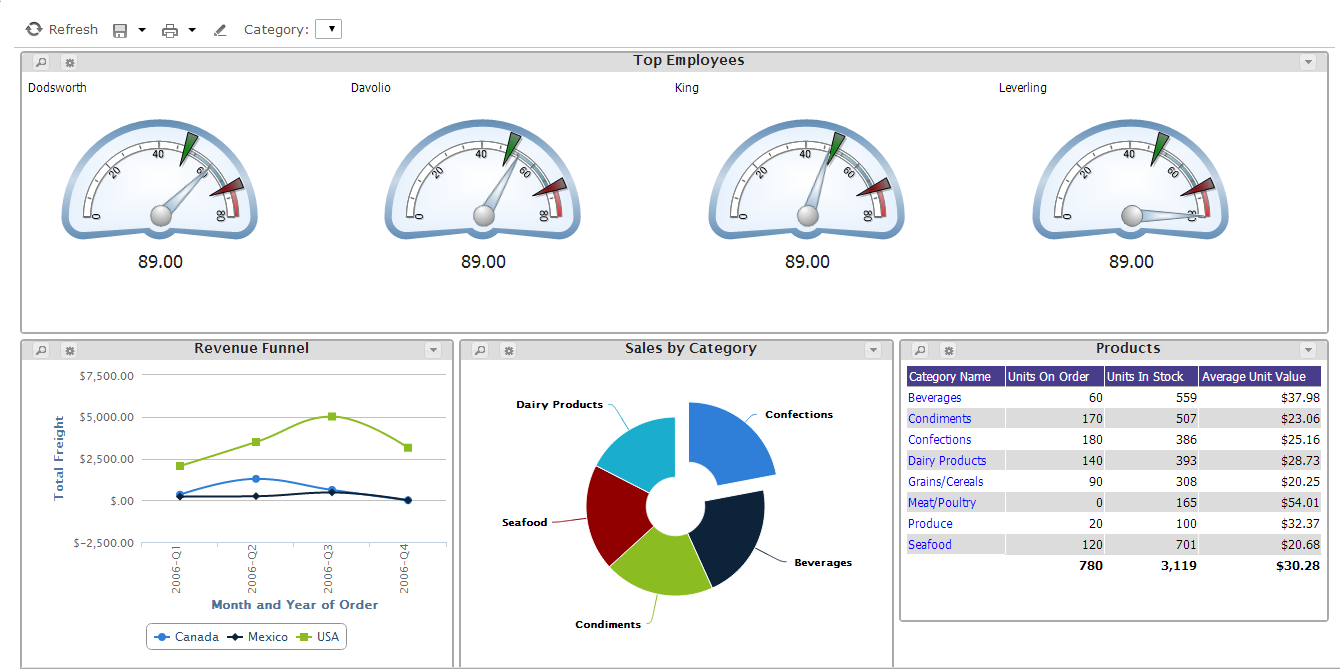 Refresh Category:
Top Employees
Dodsworth Davolio King Leverling
0 20 40 60 80
0 20 40 60 80
0 20 40 60 80
0 20 40 60 80
89.00 89.00 89.00 89.00
Revenue Funnel
$7,500.00
$5,000.00
$2,500.00
$.00
$-2,500.00
Total Freight
2006-Q1 2006-Q2 2006-Q3 2006-Q4
Month and Year of Order
Canada Mexico USA
Sales by Category
Dairy Products
Confections
Seafood
Beverages
Condiments
Products
Category Name Units On Order Units In Stock Average Unit Value
Beverages 60 559 $37.98
Condiments 170 507 $23.06
Confections 180 386 $25.16
Dairy Products 140 393 $28.73
Grains/Cereals 90 308 $20.25
Meat/Poultry 0 165 $54.01
Produce 20 100 $32.37
Seafood 120 701 $20.68
780 3,119 $30.28